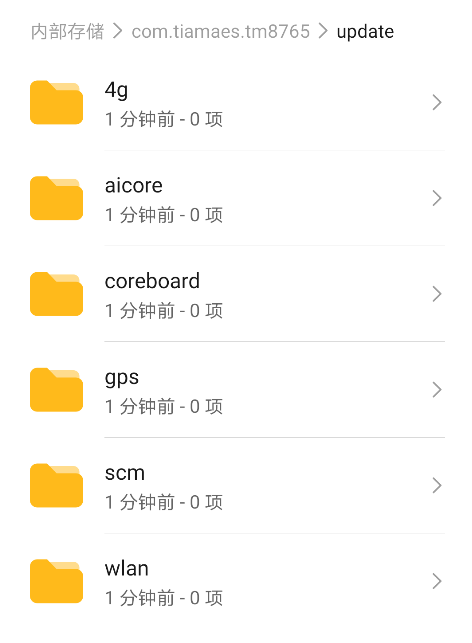 内部存储 > com.tiamaes.tm8765 > update
4g
1 分钟前 - 0 项
aicore
1 分钟前 - 0 项
coreboard
1 分钟前 - 0 项
gps
1 分钟前 - 0 项
scm
1 分钟前 - 0 项
wlan
1 分钟前 - 0 项